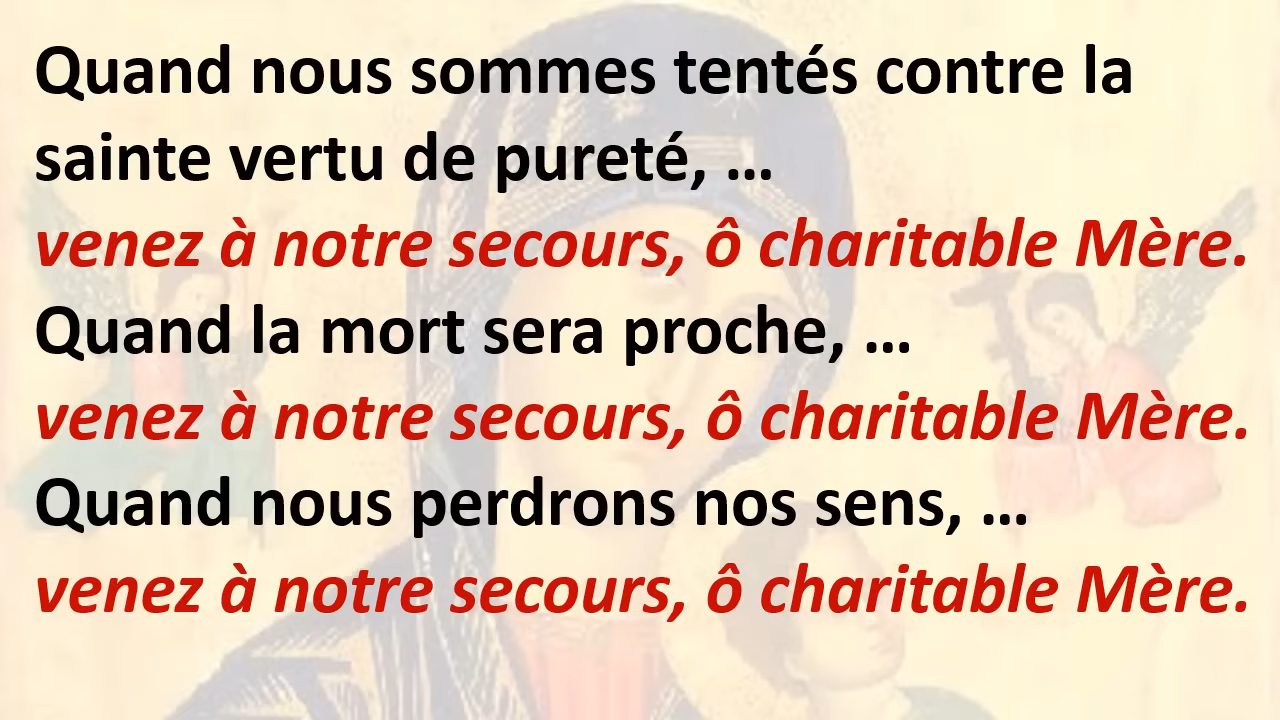 Quand nous sommes tentés contre la
sainte vertu de pureté, ...
venez à notre secours, ô charitable Mère.
Quand la mort sera proche, ...
venez à notre secours, ô charitable Mère.
Quand nous perdrons nos sens, ...
venez à notre secours, ô charitable Mère.